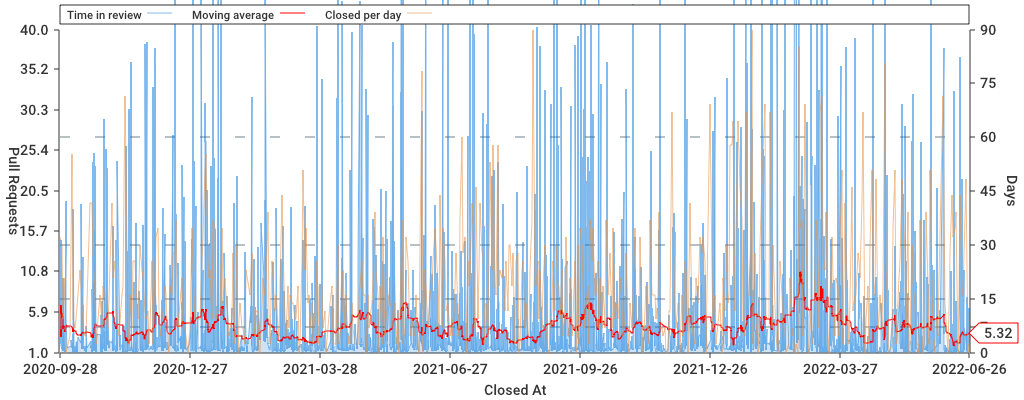 Time in review Moving average Closed per day
40.0 90
35.2 75
30.3 60
25.4
20.5 45
15.7 30
10.8
5.9 15
5.32
1.0 0
Pull Requests
Days
2020-09-28 2020-12-27 2021-03-28 2021-06-27 2021-09-26 2021-12-26 2022-03-27 2022-06-26
Closed At